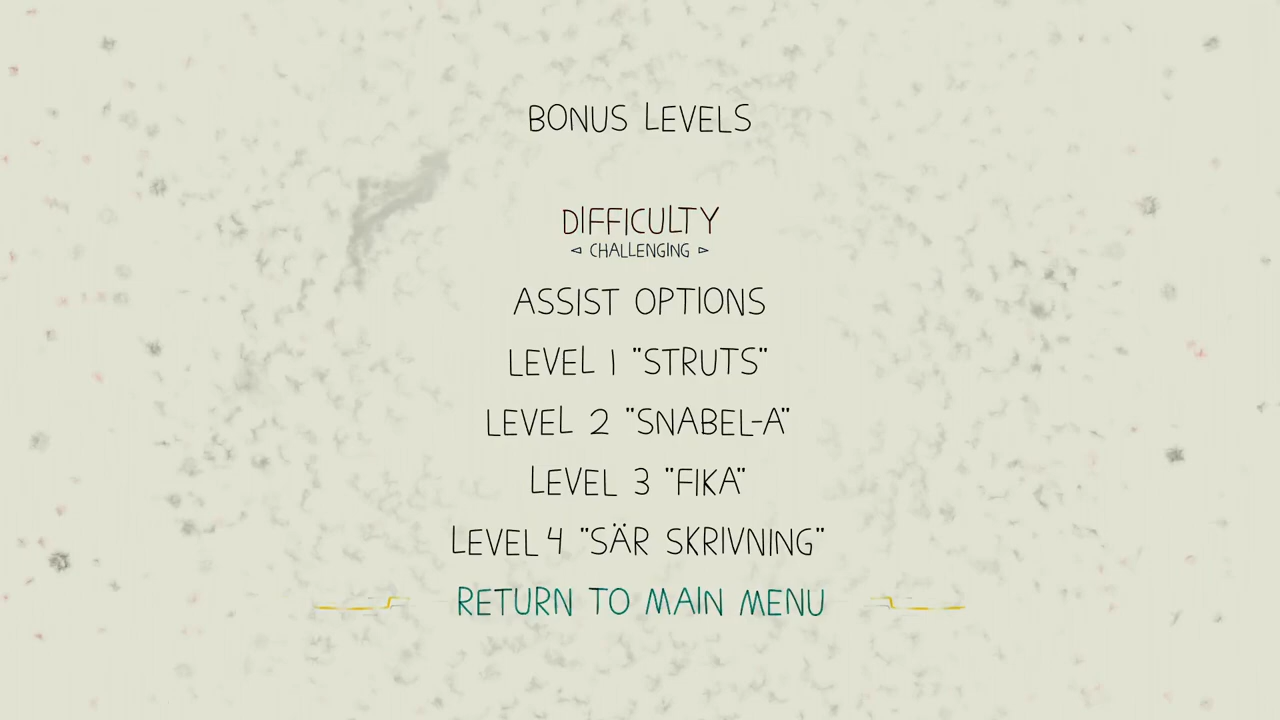 BONUS LEVELS
DIFFICULTY
◅ CHALLENGING ▻
ASSIST OPTIONS
LEVEL 1 "STRUTS"
LEVEL 2 "SNABEL-A"
LEVEL 3 "FIKA"
LEVEL 4 "SÄR SKRIVNING"
RETURN TO MAIN MENU